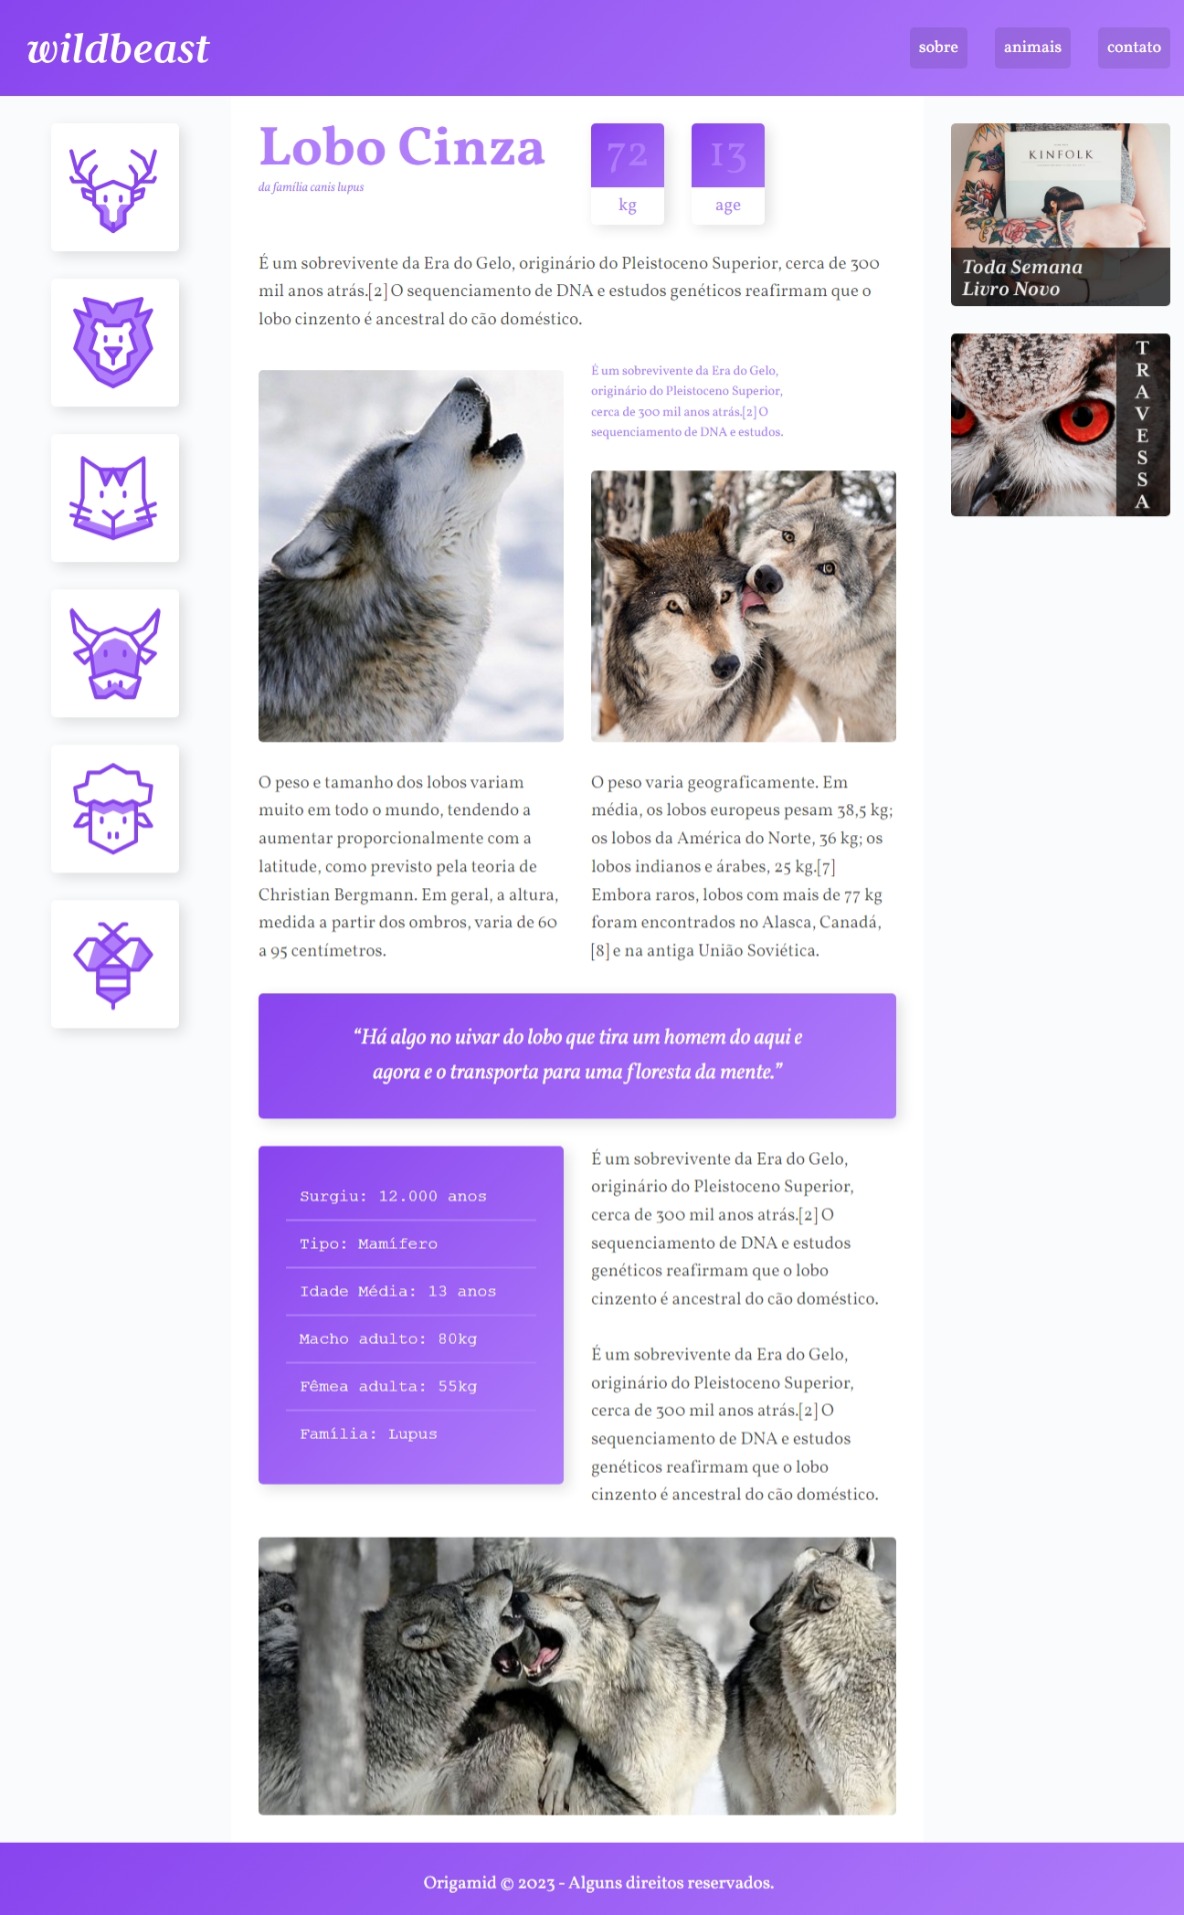 wildbeast
sobre
animais
contato
Lobo Cinza
da família canis lupus
72
kg
13
age
É um sobrevivente da Era do Gelo, originário do Pleistoceno Superior, cerca de 300
mil anos atrás.[2] O sequenciamento de DNA e estudos genéticos reafirmam que o
lobo cinzento é ancestral do cão doméstico.
É um sobrevivente da Era do Gelo,
originário do Pleistoceno Superior,
cerca de 300 mil anos atrás.[2] O
sequenciamento de DNA e estudos.
O peso e tamanho dos lobos variam
muito em todo o mundo, tendendo a
aumentar proporcionalmente com a
latitude, como previsto pela teoria de
Christian Bergmann. Em geral, a altura,
medida a partir dos ombros, varia de 60
a 95 centímetros.
O peso varia geograficamente. Em
média, os lobos europeus pesam 38,5 kg;
os lobos da América do Norte, 36 kg; os
lobos indianos e árabes, 25 kg.[7]
Embora raros, lobos com mais de 77 kg
foram encontrados no Alasca, Canadá,
[8] e na antiga União Soviética.
“Há algo no uivar do lobo que tira um homem do aqui e
agora e o transporta para uma floresta da mente.”
Surgiu: 12.000 anos
Tipo: Mamífero
Idade Média: 13 anos
Macho adulto: 80kg
Fêmea adulta: 55kg
Família: Lupus
É um sobrevivente da Era do Gelo,
originário do Pleistoceno Superior,
cerca de 300 mil anos atrás.[2] O
sequenciamento de DNA e estudos
genéticos reafirmam que o lobo
cinzento é ancestral do cão doméstico.
É um sobrevivente da Era do Gelo,
originário do Pleistoceno Superior,
cerca de 300 mil anos atrás.[2] O
sequenciamento de DNA e estudos
genéticos reafirmam que o lobo
cinzento é ancestral do cão doméstico.
KINFOLK
Toda Semana
Livro Novo
TRAVESSA
Origamid © 2023 - Alguns direitos reservados.